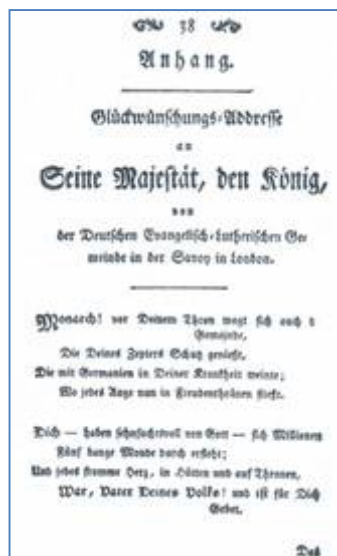 38
Anhang.
Glückwünschungs-Addresse
an
Seine Majestät, den König,
von
der Deutschen Evangelisch-Lutherischen Ge
meinde in der Savoy in London.
Monarch! vor Deinem Thron wagt sich auch
Gemeinde,
Die Deines Zepters Schutz genießt,
Die mit Germanien in Deiner Krankheit weinte;
Wo jedes Auge nun in Freudenthränen fließt.
Dich — haben sehnsuchtsvoll von Gott — sich Millionen
Fünf bange Monde durch erfleht;
Und jedes fromme Herz, in Hütten und auf Thronen,
War, Vater Deines Volks! und ist für Dich
Gebet.
Daß